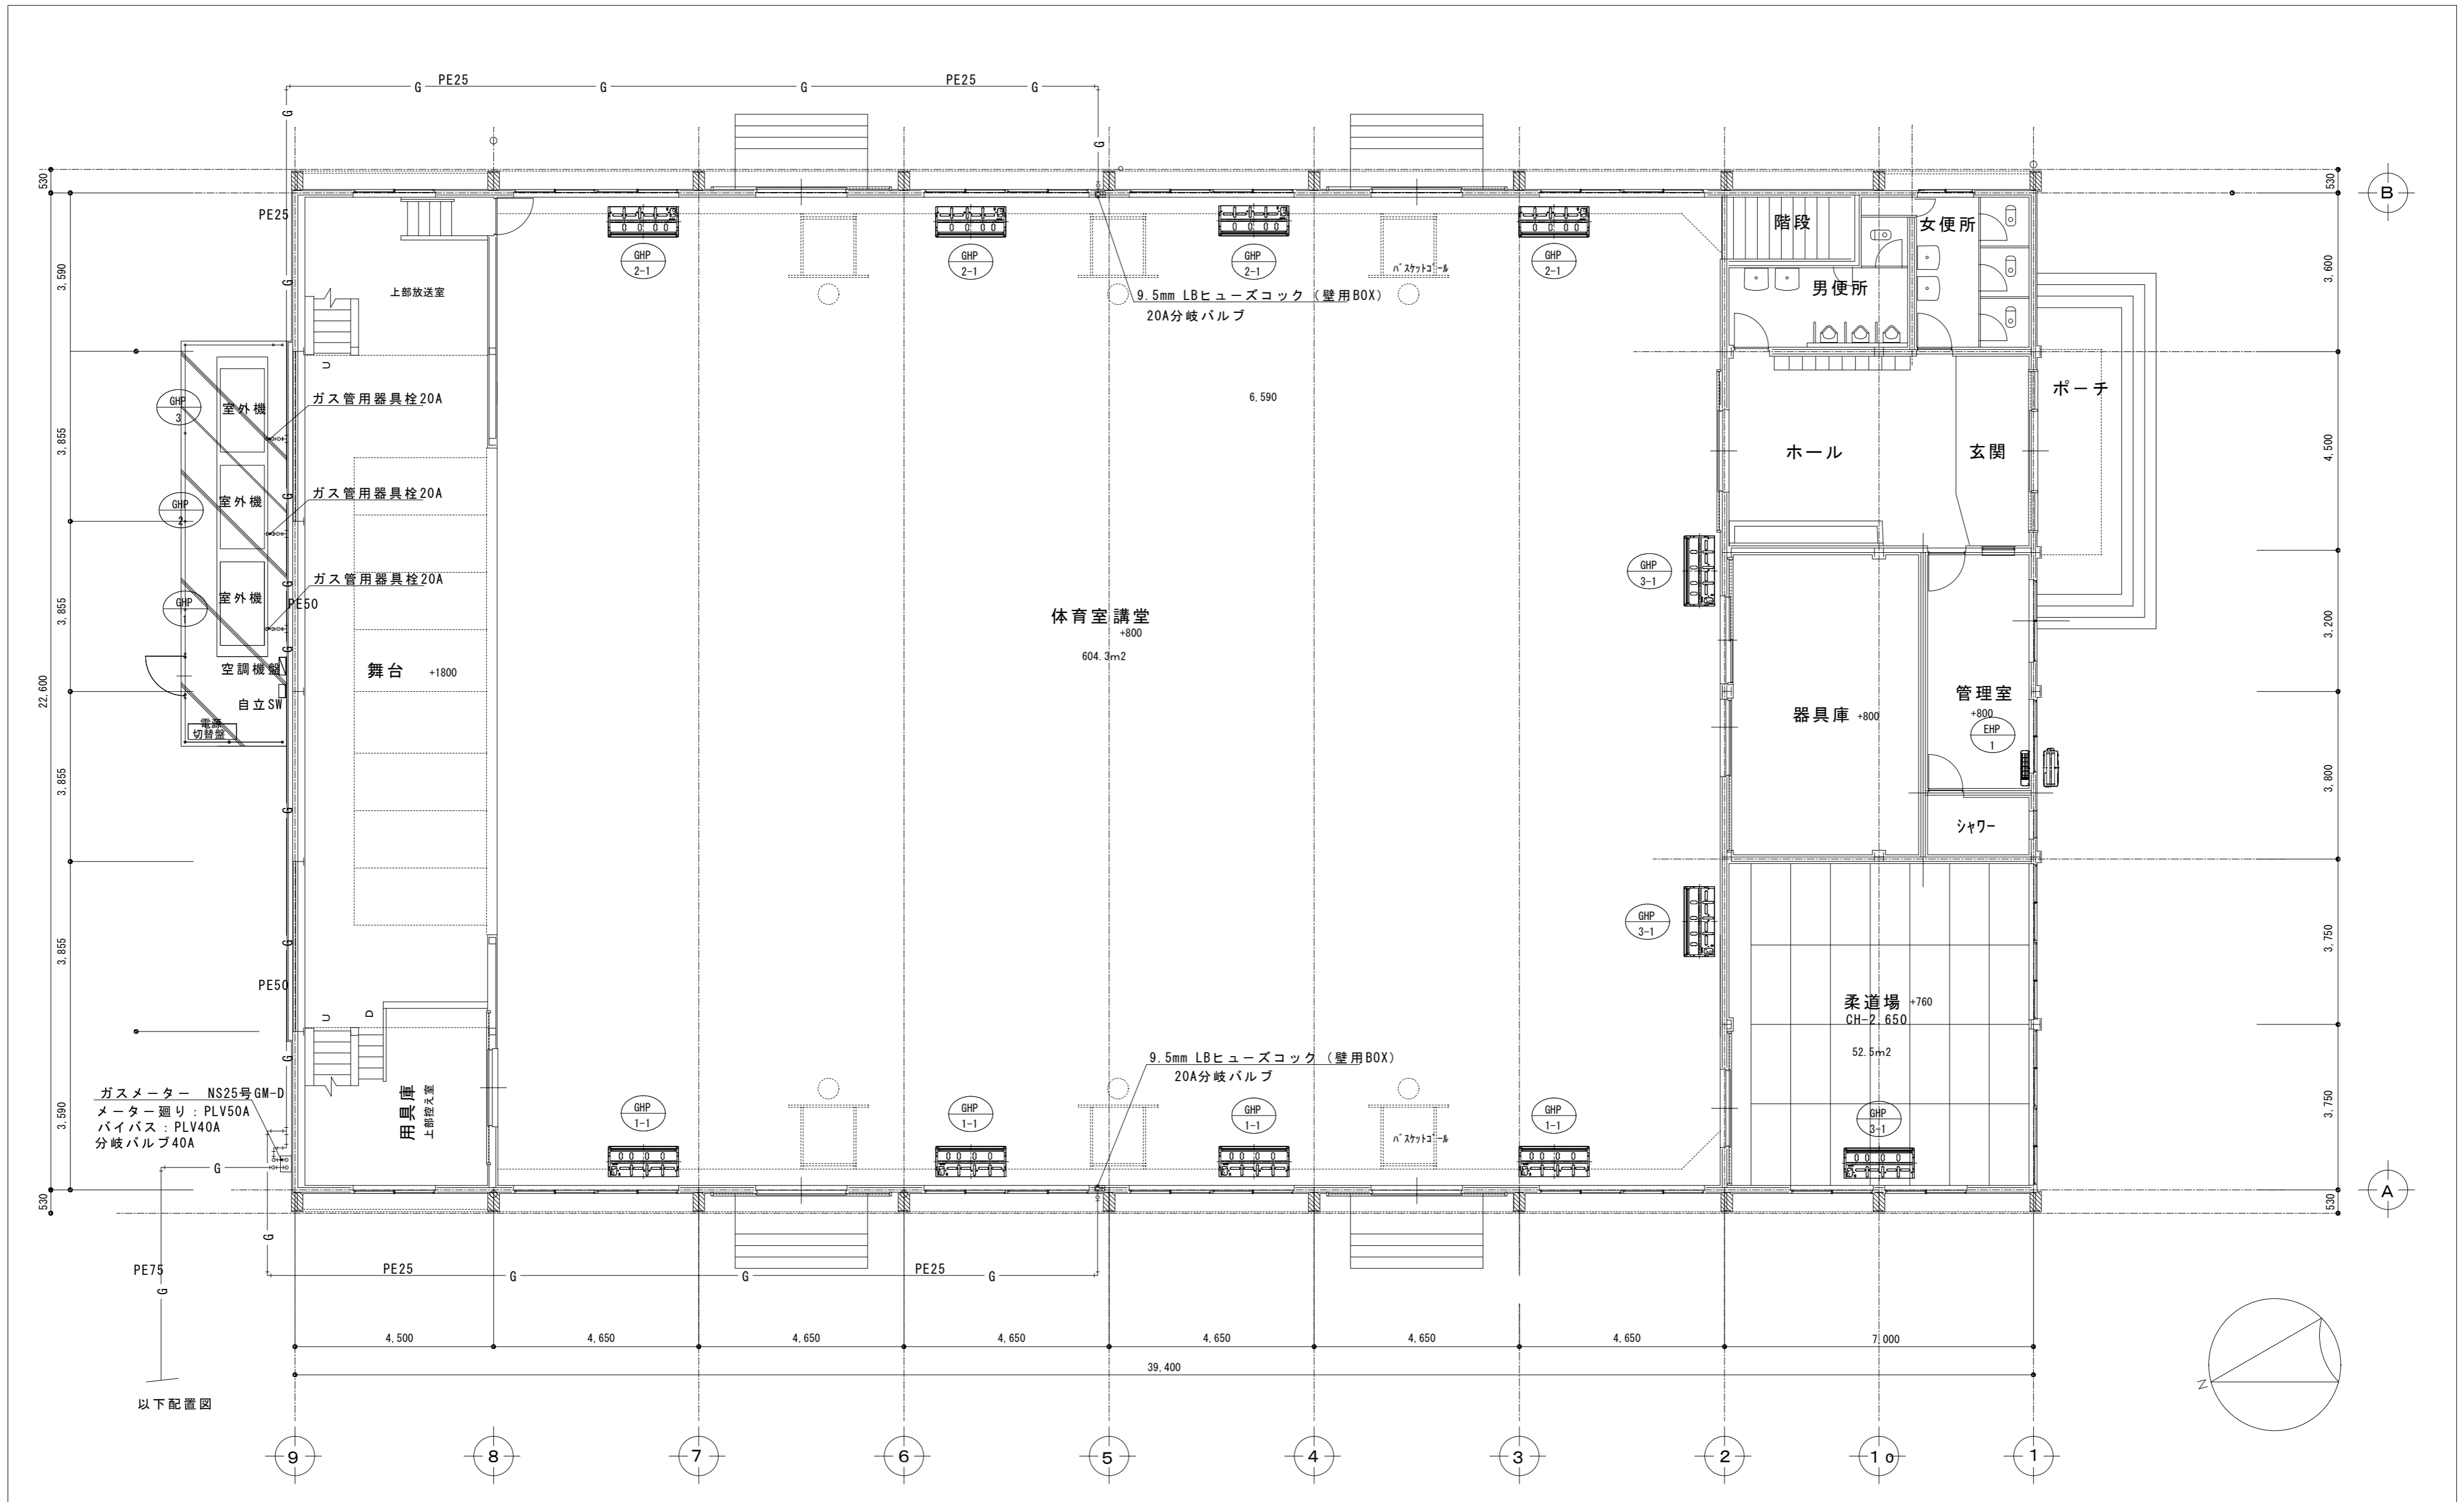 PE25
PE25
G
G
G
G
G
G
530
530
B
PE25
階段
女便所
GHP
2-1
GHP
2-1
GHP
2-1
GHP
2-1
3,590
3,600
バスケットゴール
上部放送室
男便所
9.5mm LBヒューズコック（壁用BOX）
20A分岐バルブ
G
U
ポーチ
GHP
3
室外機
ガス管用器具栓20A
6,590
3,855
4,500
ホール
玄関
G
ガス管用器具栓20A
GHP
2
室外機
GHP
3-1
ガス管用器具栓20A
G
GHP
1
室外機
PE50
体育室講堂
+800
604.3m2
3,855
3,200
G
空調機盤
舞台
+1800
22,600
自立SW
管理室
+800
器具庫
+800
電源
切替盤
EHP
1
3,855
3,800
G
シャワー
GHP
3-1
3,855
3,750
G
PE50
柔道場
+760
CH-2,650
52.5m2
U
D
G
9.5mm LBヒューズコック（壁用BOX）
20A分岐バルブ
ガスメーター NS25号GM-D
メーター廻り：PLV50A
バイパス：PLV40A
分岐バルブ40A
用具庫
上部控え室
GHP
1-1
GHP
1-1
GHP
1-1
GHP
1-1
GHP
3-1
3,590
3,750
バスケットゴール
G
A
530
530
G
PE75
PE25
PE25
G
G
G
G
4,500
4,650
4,650
4,650
4,650
4,650
4,650
7,000
39,400
N
以下配置図
9
8
7
6
5
4
3
2
1o
1